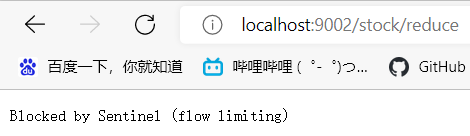 localhost:9002/stock/reduce
百度一下，你就知道 哔哩哔哩 (゜-゜)つ... GitHub
Blocked by Sentinel (flow limiting)